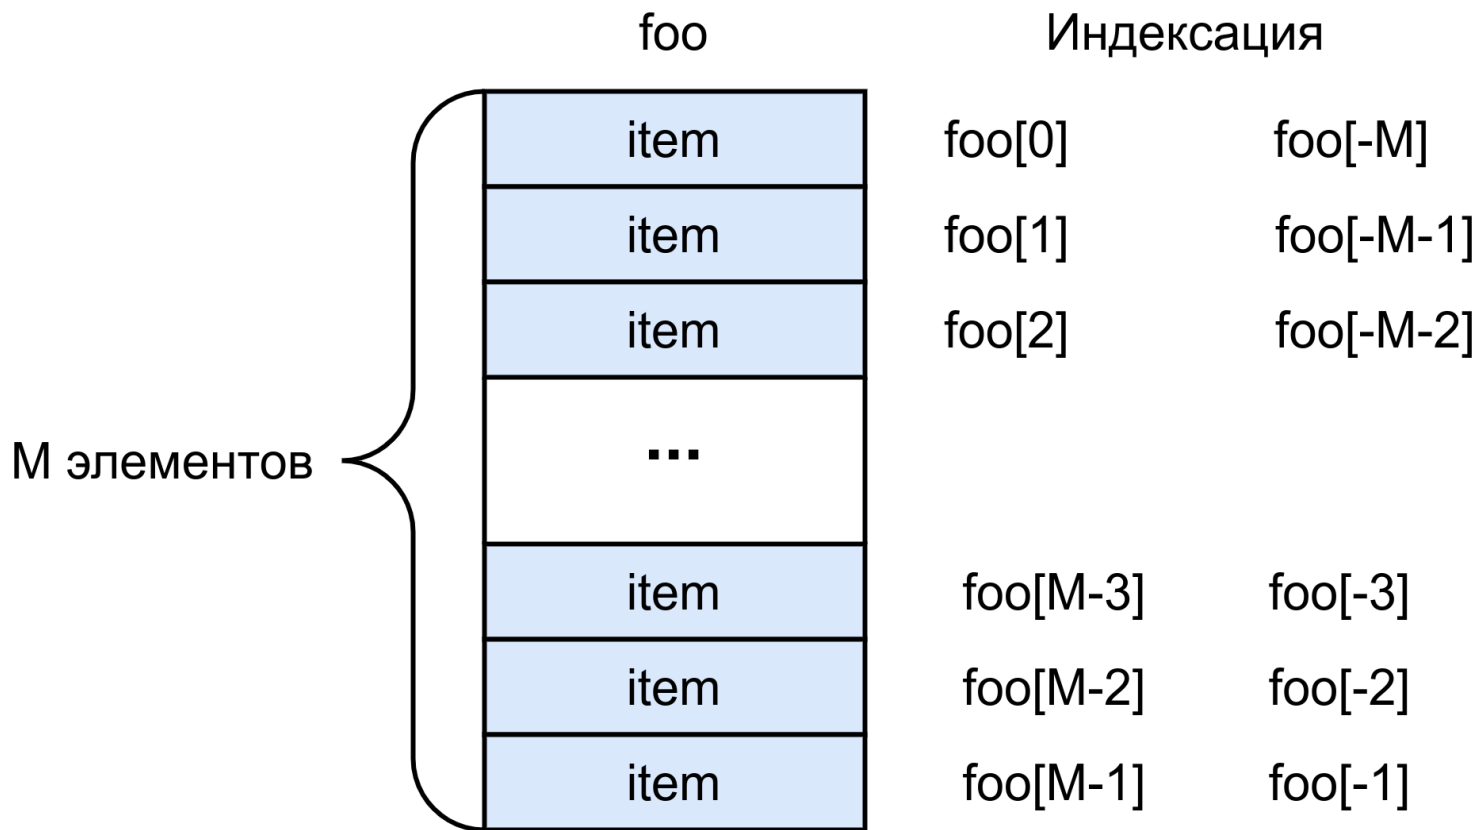 foo Индексация
item foo[0] foo[-M]
item foo[1] foo[-M-1]
item foo[2] foo[-M-2]
...
М элементов
item foo[M-3] foo[-3]
item foo[M-2] foo[-2]
item foo[M-1] foo[-1]